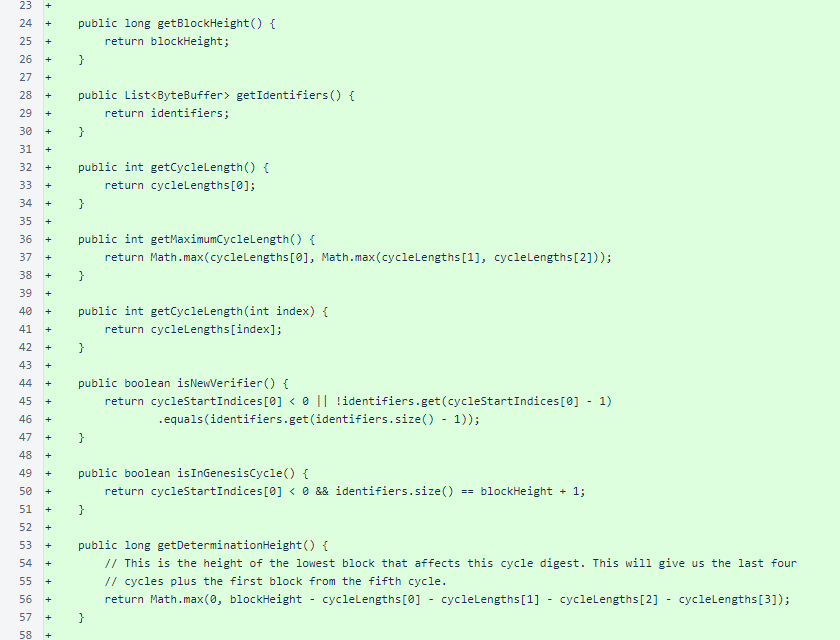 23 +
24 +    public long getBlockHeight() {
25 +        return blockHeight;
26 +    }
27 +
28 +    public List<ByteBuffer> getIdentifiers() {
29 +        return identifiers;
30 +    }
31 +
32 +    public int getCycleLength() {
33 +        return cycleLengths[0];
34 +    }
35 +
36 +    public int getMaximumCycleLength() {
37 +        return Math.max(cycleLengths[0], Math.max(cycleLengths[1], cycleLengths[2]));
38 +    }
39 +
40 +    public int getCycleLength(int index) {
41 +        return cycleLengths[index];
42 +    }
43 +
44 +    public boolean isNewVerifier() {
45 +        return cycleStartIndices[0] < 0 || !identifiers.get(cycleStartIndices[0] - 1)
46 +                .equals(identifiers.get(identifiers.size() - 1));
47 +    }
48 +
49 +    public boolean isInGenesisCycle() {
50 +        return cycleStartIndices[0] < 0 && identifiers.size() == blockHeight + 1;
51 +    }
52 +
53 +    public long getDeterminationHeight() {
54 +        // This is the height of the lowest block that affects this cycle digest. This will give us the last four
55 +        // cycles plus the first block from the fifth cycle.
56 +        return Math.max(0, blockHeight - cycleLengths[0] - cycleLengths[1] - cycleLengths[2] - cycleLengths[3]);
57 +    }
58 +